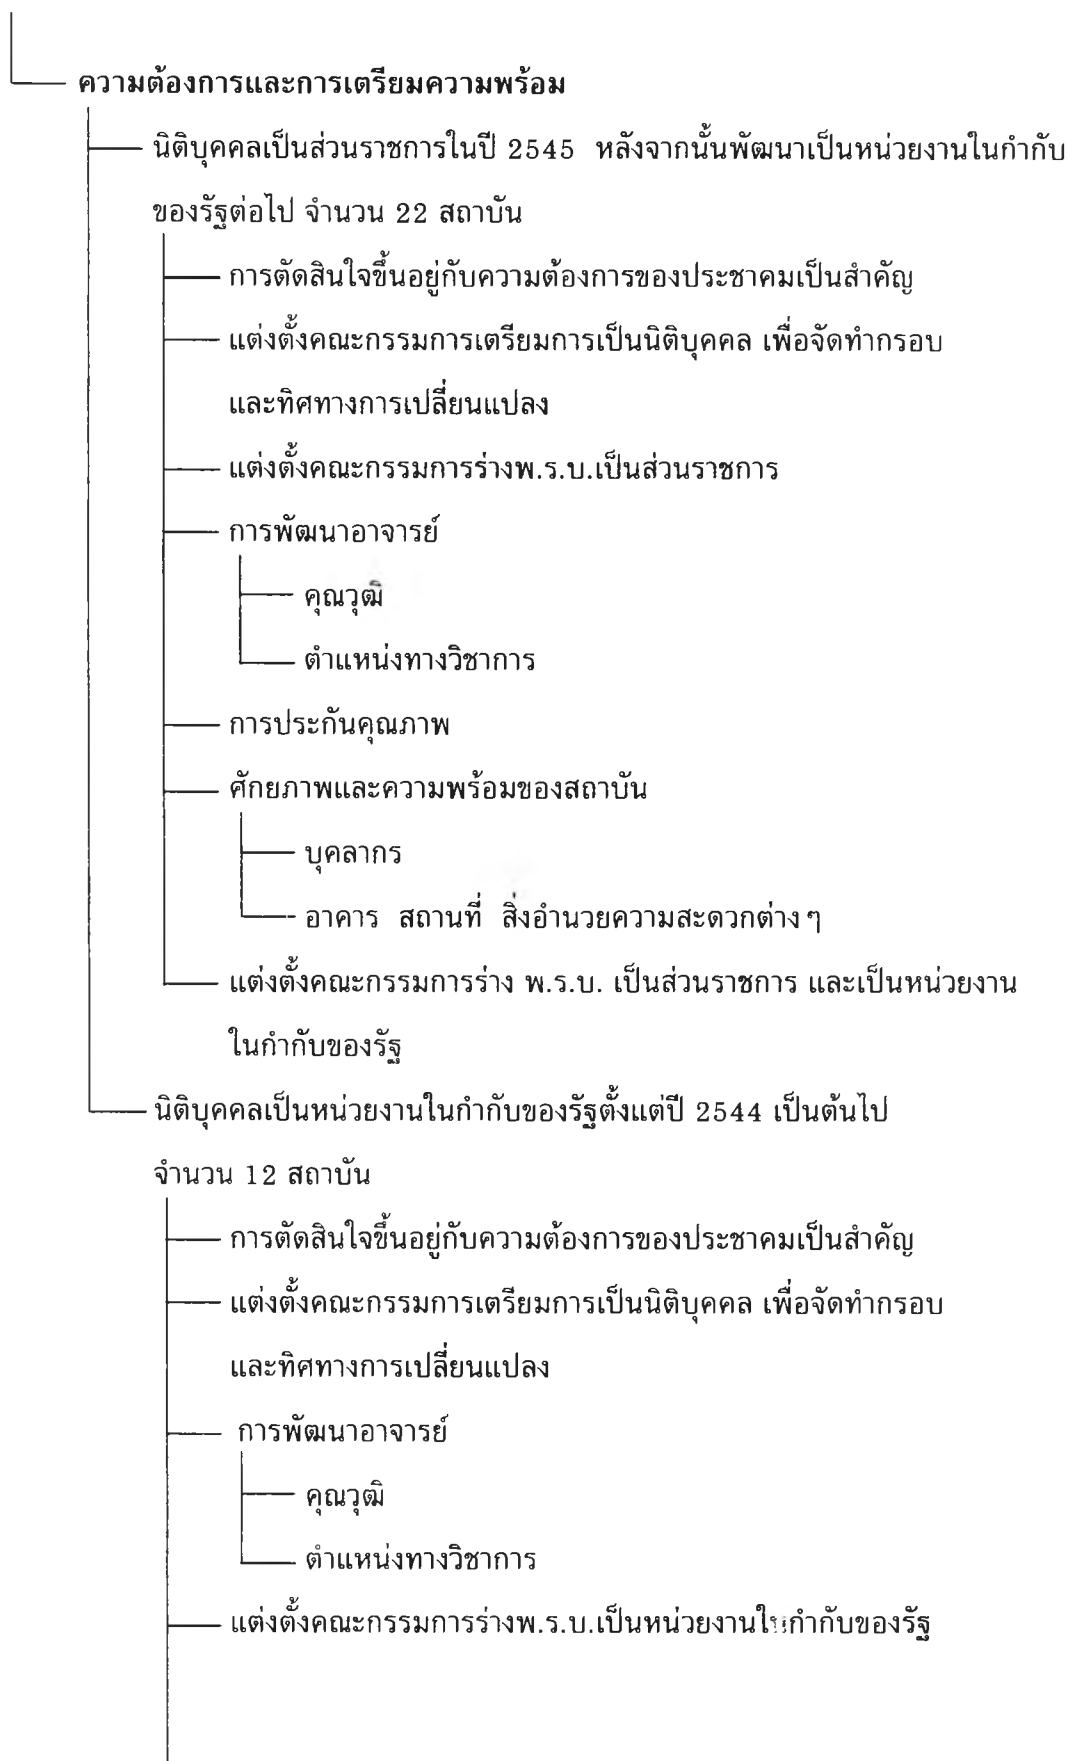 ความต้องการและการเตรียมความพร้อม
นิติบุคคลเป็นส่วนราชการในปี 2545 หลังจากนั้นพัฒนาเป็นหน่วยงานในกำกับ
ของรัฐต่อไป จำนวน 22 สถาบัน
การตัดสินใจขึ้นอยู่กับความต้องการของประชาคมเป็นสำคัญ
แต่งตั้งคณะกรรมการเตรียมการเป็นนิติบุคคล เพื่อจัดทำกรอบ
และทิศทางการเปลี่ยนแปลง
แต่งตั้งคณะกรรมการร่างพ.ร.บ.เป็นส่วนราชการ
การพัฒนาอาจารย์
คุณวุฒิ
ตำแหน่งทางวิชาการ
การประกันคุณภาพ
ศักยภาพและความพร้อมของสถาบัน
บุคลากร
อาคาร สถานที่ สิ่งอำนวยความสะดวกต่างๆ
แต่งตั้งคณะกรรมการร่าง พ.ร.บ. เป็นส่วนราชการ และเป็นหน่วยงาน
ในกำกับของรัฐ
นิติบุคคลเป็นหน่วยงานในกำกับของรัฐตั้งแต่ปี 2544 เป็นต้นไป
จำนวน 12 สถาบัน
การตัดสินใจขึ้นอยู่กับความต้องการของประชาคมเป็นสำคัญ
แต่งตั้งคณะกรรมการเตรียมการเป็นนิติบุคคล เพื่อจัดทำกรอบ
และทิศทางการเปลี่ยนแปลง
การพัฒนาอาจารย์
คุณวุฒิ
ตำแหน่งทางวิชาการ
แต่งตั้งคณะกรรมการร่างพ.ร.บ.เป็นหน่วยงานในกำกับของรัฐ